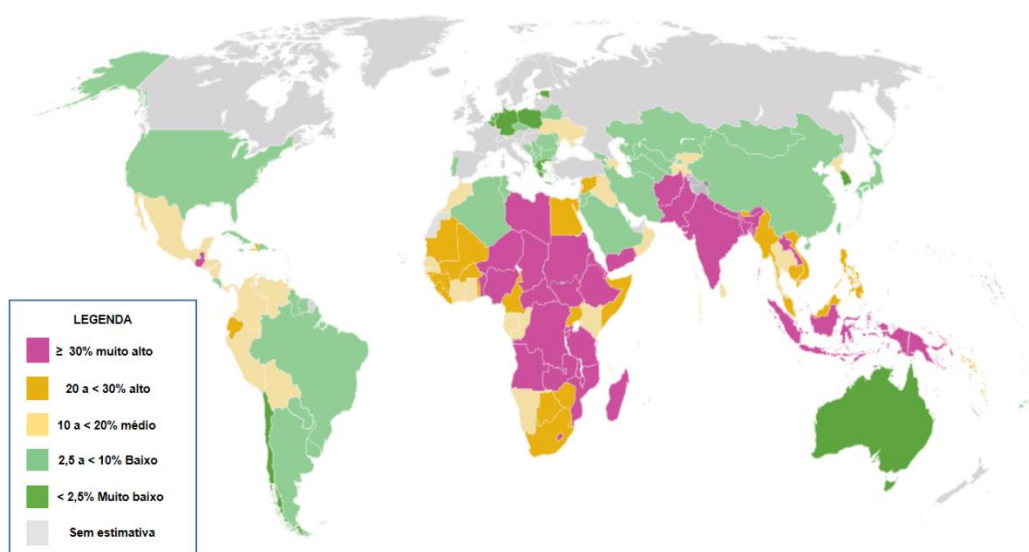 LEGENDA
≥ 30% muito alto
20 a < 30% alto
10 a < 20% médio
2,5 a < 10% Baixo
< 2,5% Muito baixo
Sem estimativa